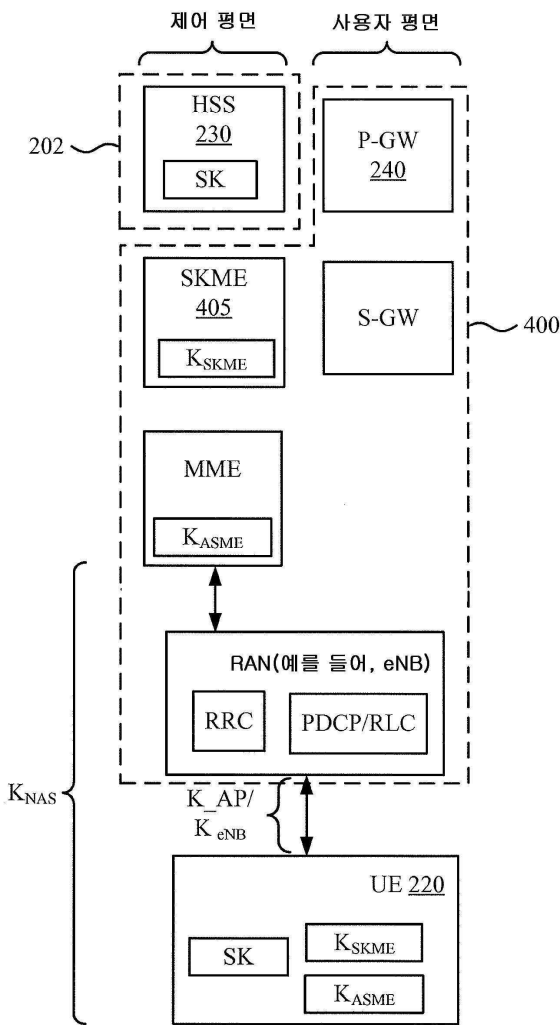 제어 평면
사용자 평면
HSS
230
SK
202
P-GW
240
SKME
405
K_SKME
S-GW
400
MME
K_ASME
RAN(예를 들어, eNB)
RRC
PDCP/RLC
K_NAS
K_AP/
K_eNB
UE 220
SK
K_SKME
K_ASME